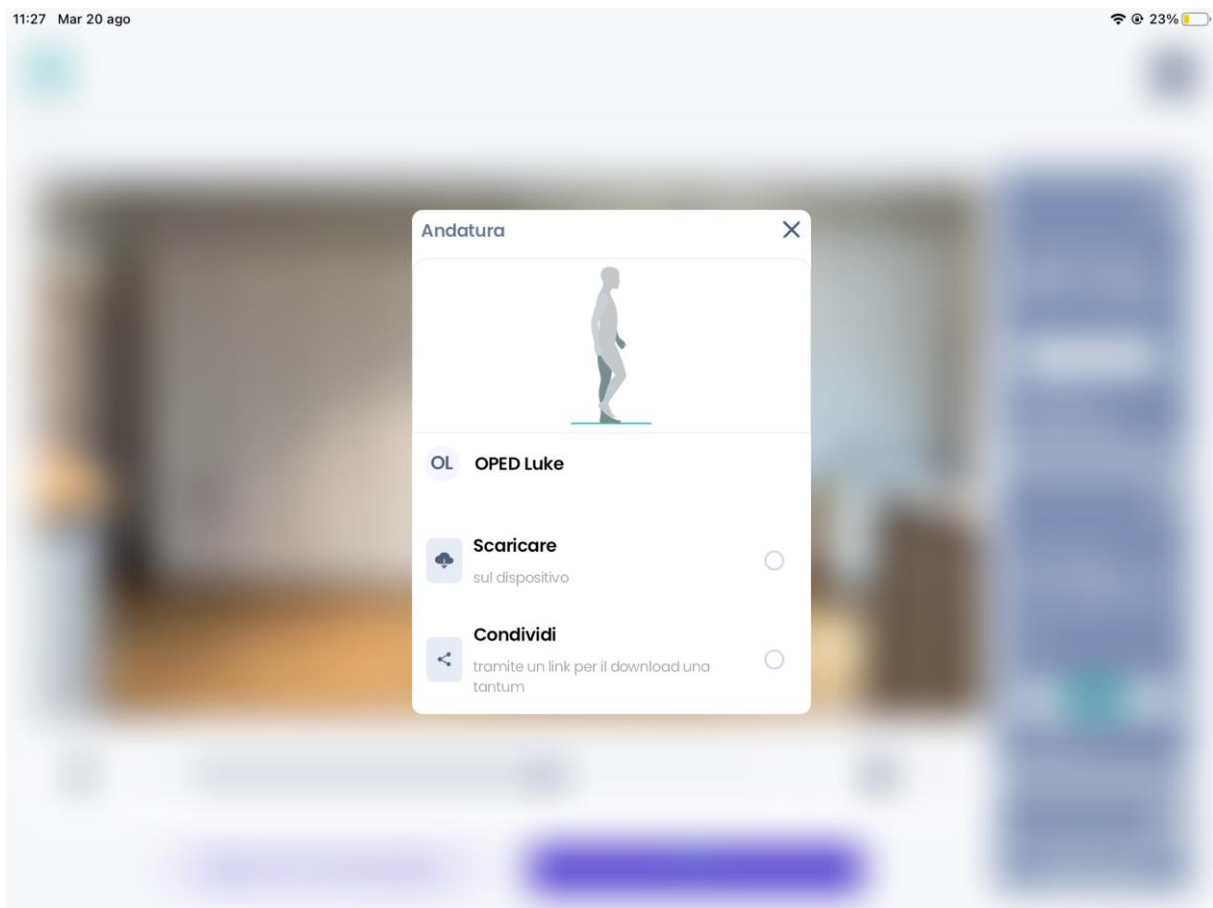 11:27 Mar 20 ago
23%
Andatura
OL
OPED Luke
Scaricare
sul dispositivo
Condividi
tramite un link per il download una
tantum